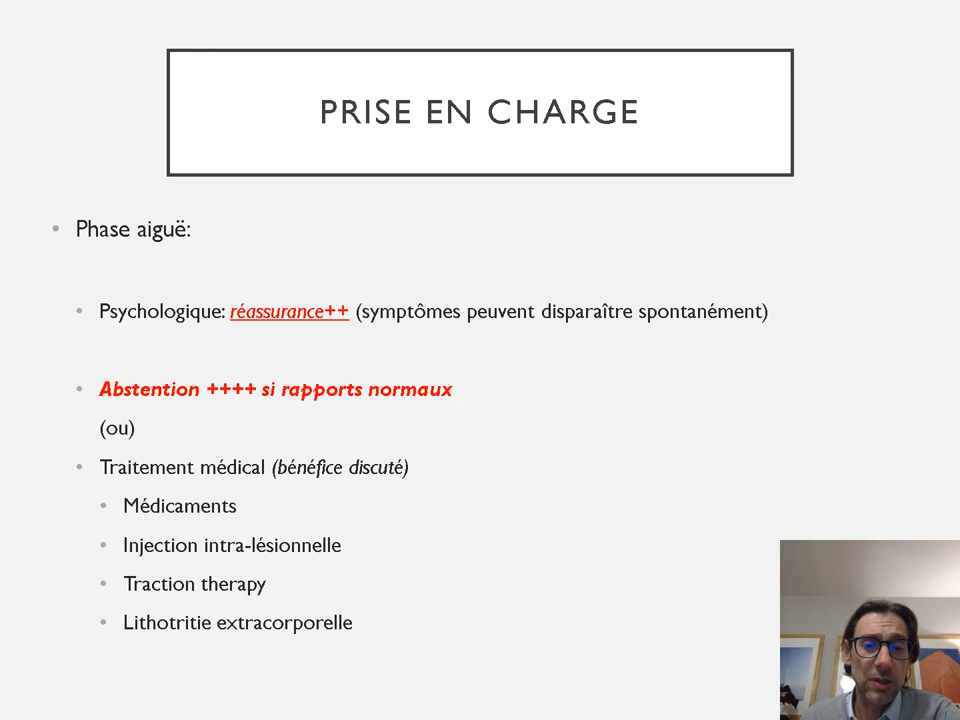 PRISE EN CHARGE
• Phase aiguë:
• Psychologique: réassurance++ (symptômes peuvent disparaître spontanément)
• Abstention ++++ si rapports normaux
(ou)
• Traitement médical (bénéfice discuté)
• Médicaments
• Injection intra-lésionnelle
• Traction therapy
• Lithotritie extracorporelle